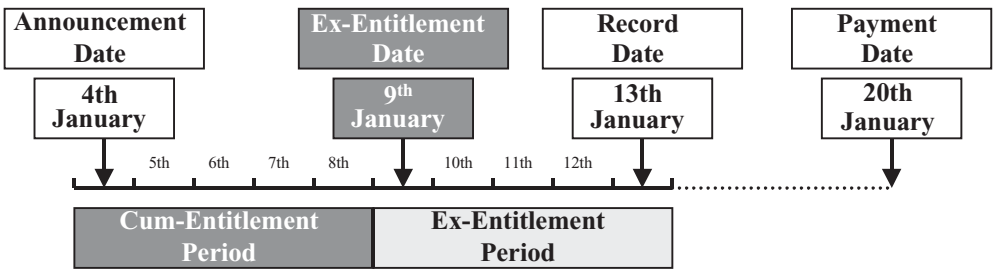 Announcement
Date
Ex-Entitlement
Date
Record
Date
Payment
Date
4th
January
9th
January
13th
January
20th
January
5th 6th 7th 8th 10th 11th 12th
Cum-Entitlement
Period
Ex-Entitlement
Period